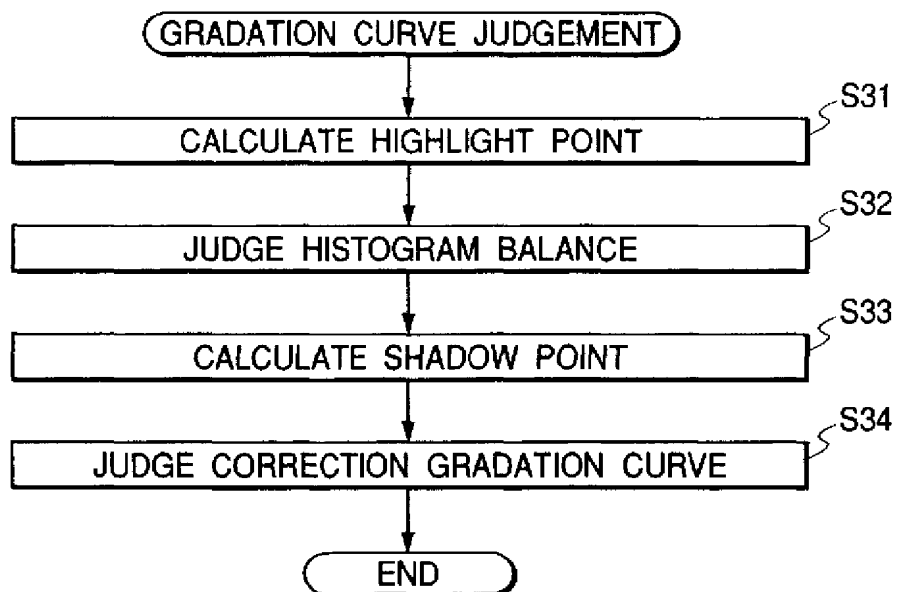 GRADATION CURVE JUDGEMENT
S31
CALCULATE HIGHLIGHT POINT
S32
JUDGE HISTOGRAM BALANCE
S33
CALCULATE SHADOW POINT
S34
JUDGE CORRECTION GRADATION CURVE
END